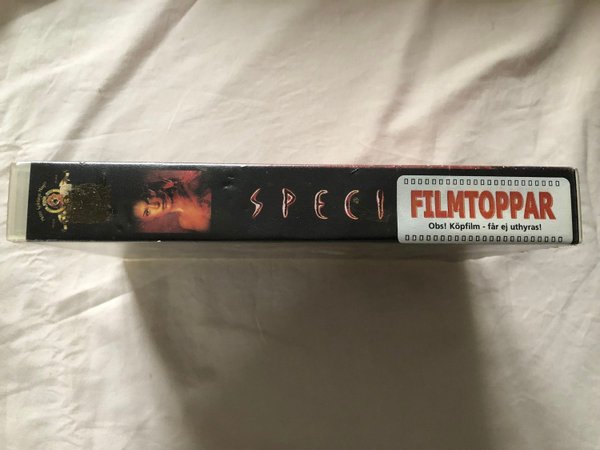 SPECI
FILMTOPPAR
Obs! Köpfilm - får ej uthyras!